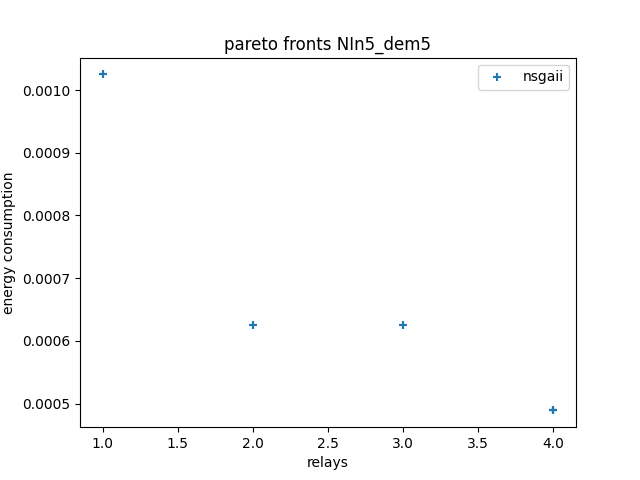 pareto fronts NIn5_dem5
nsgaii
0.0010
0.0009
0.0008
0.0007
0.0006
0.0005
energy consumption
1.0 1.5 2.0 2.5 3.0 3.5 4.0
relays